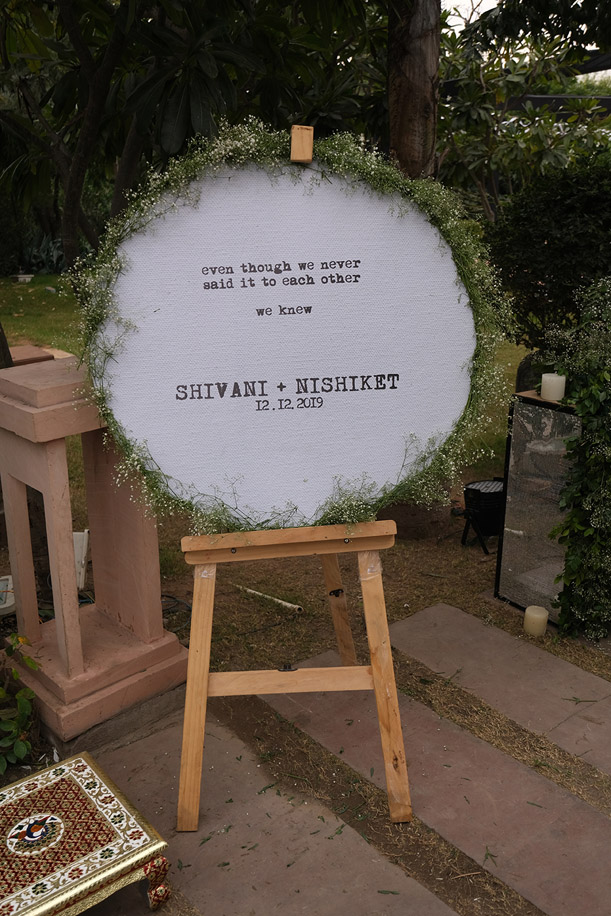 even though we never
said it to each other
we knew
SHIVANI + NISHIKET
12.12.2019